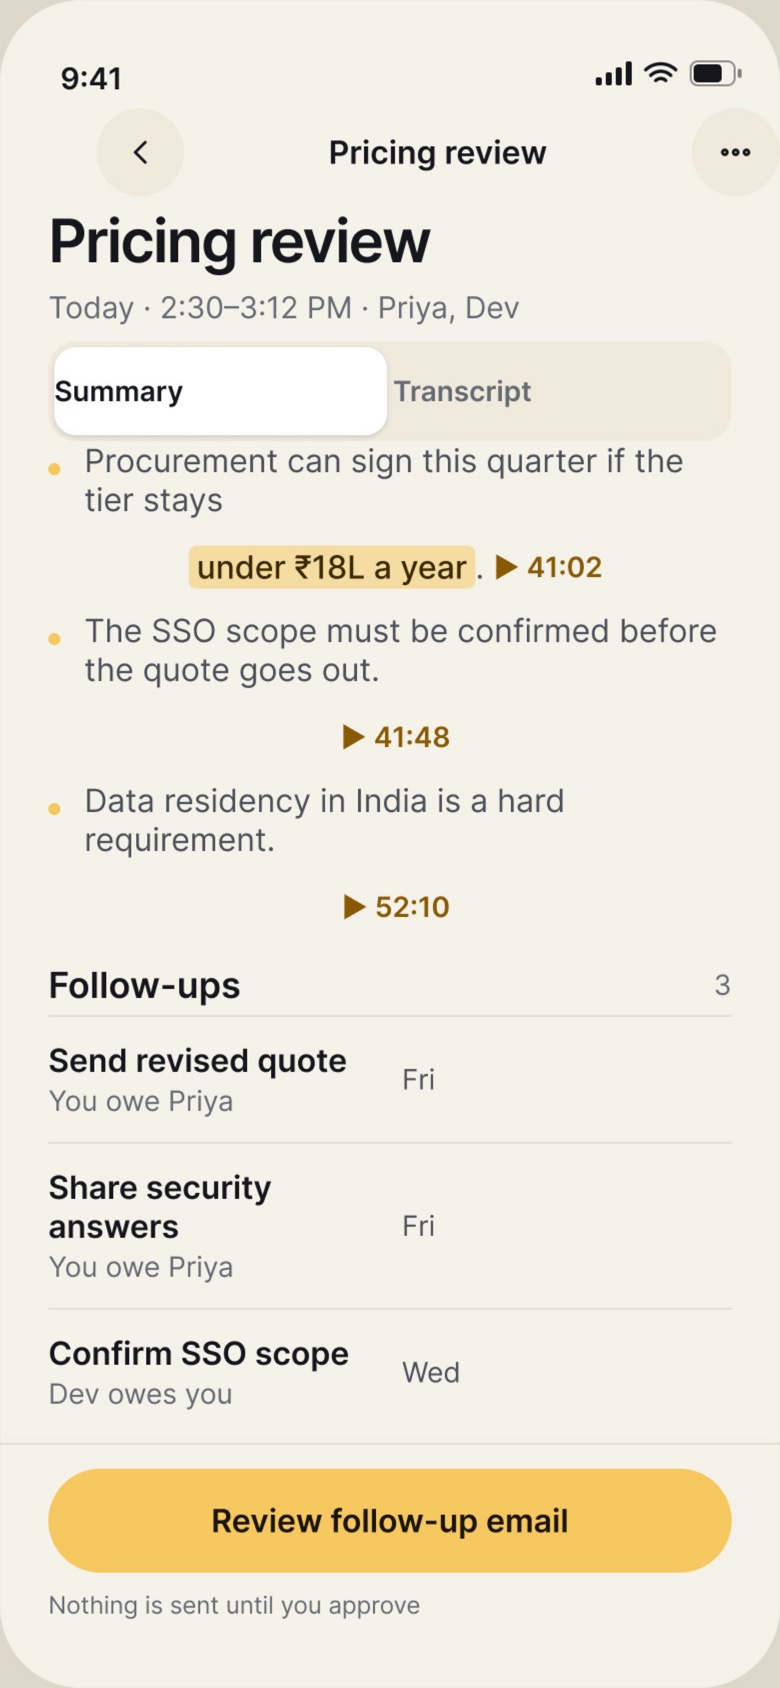 9:41
Pricing review
Pricing review
Today · 2:30–3:12 PM · Priya, Dev
Summary
Transcript
Procurement can sign this quarter if the
tier stays
under ₹18L a year. ▶ 41:02
The SSO scope must be confirmed before
the quote goes out.
▶ 41:48
Data residency in India is a hard
requirement.
▶ 52:10
Follow-ups 3
Send revised quote
You owe Priya
Fri
Share security
answers
You owe Priya
Fri
Confirm SSO scope
Dev owes you
Wed
Review follow-up email
Nothing is sent until you approve